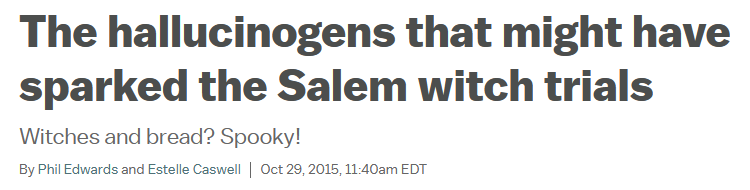 The hallucinogens that might have
sparked the Salem witch trials
Witches and bread? Spooky!
By Phil Edwards and Estelle Caswell | Oct 29, 2015, 11:40am EDT